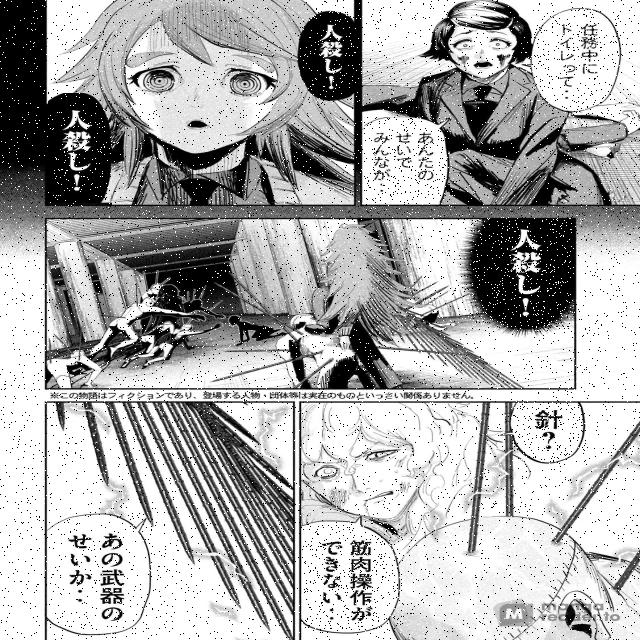 任務中に
トイレって
あなたの
せいで
みんなが‥
人殺し！
人殺し！
人殺し！
※この物語はフィクションであり、登場する人物・団体等は実在のものといっさい関係ありません。
針？
筋肉操作が
できない‥
あの武器の
せいか‥